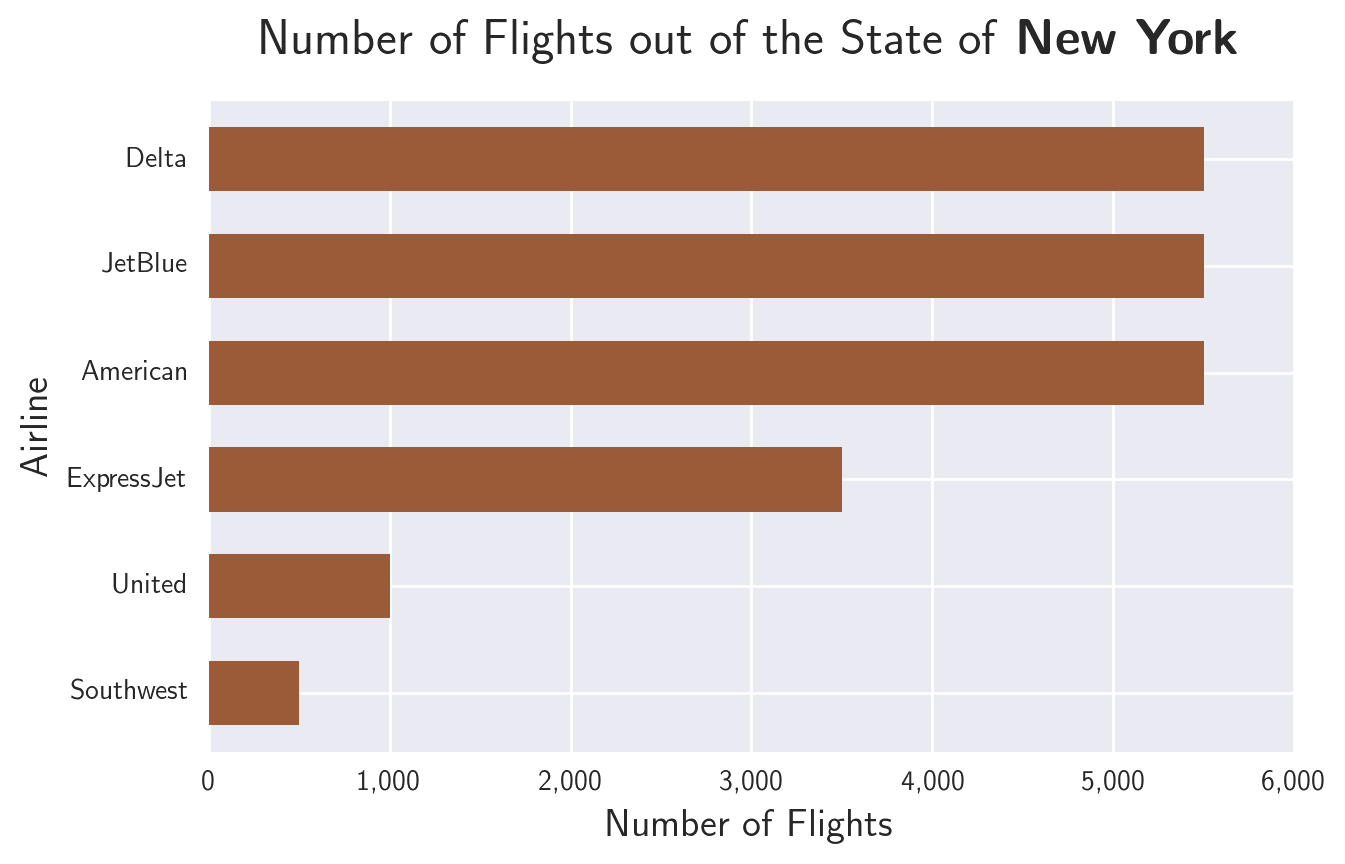 Number of Flights out of the State of New York
Delta
JetBlue
American
ExpressJet
United
Southwest
Airline
0 1,000 2,000 3,000 4,000 5,000 6,000
Number of Flights